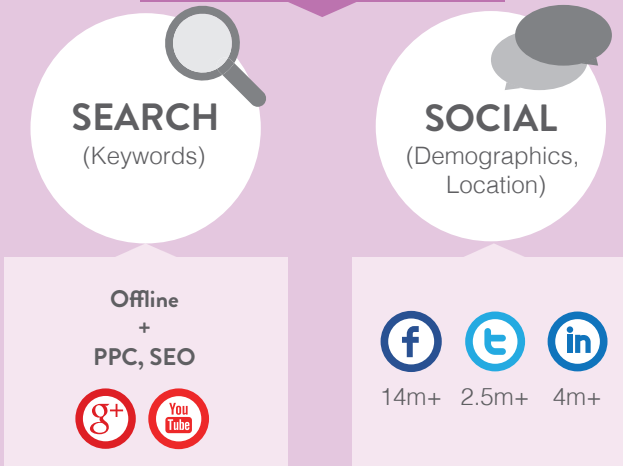 SEARCH
(Keywords)
Offline
+
PPC, SEO
g+
You
Tube
SOCIAL
(Demographics,
Location)
f
t
in
14m+ 2.5m+ 4m+